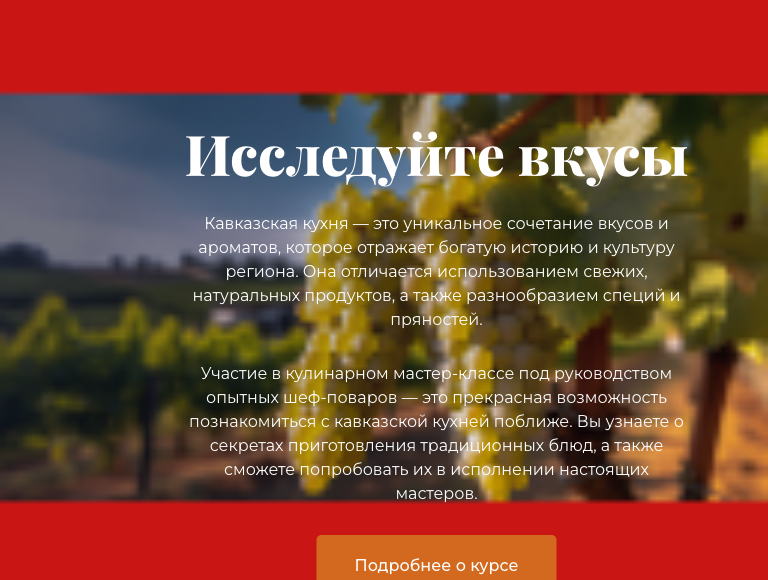 Исследуйте вкусы
Кавказская кухня — это уникальное сочетание вкусов и
ароматов, которое отражает богатую историю и культуру
региона. Она отличается использованием свежих,
натуральных продуктов, а также разнообразием специй и
пряностей.
Участие в кулинарном мастер-классе под руководством
опытных шеф-поваров — это прекрасная возможность
познакомиться с кавказской кухней поближе. Вы узнаете о
секретах приготовления традиционных блюд, а также
сможете попробовать их в исполнении настоящих
мастеров.
Подробнее о курсе